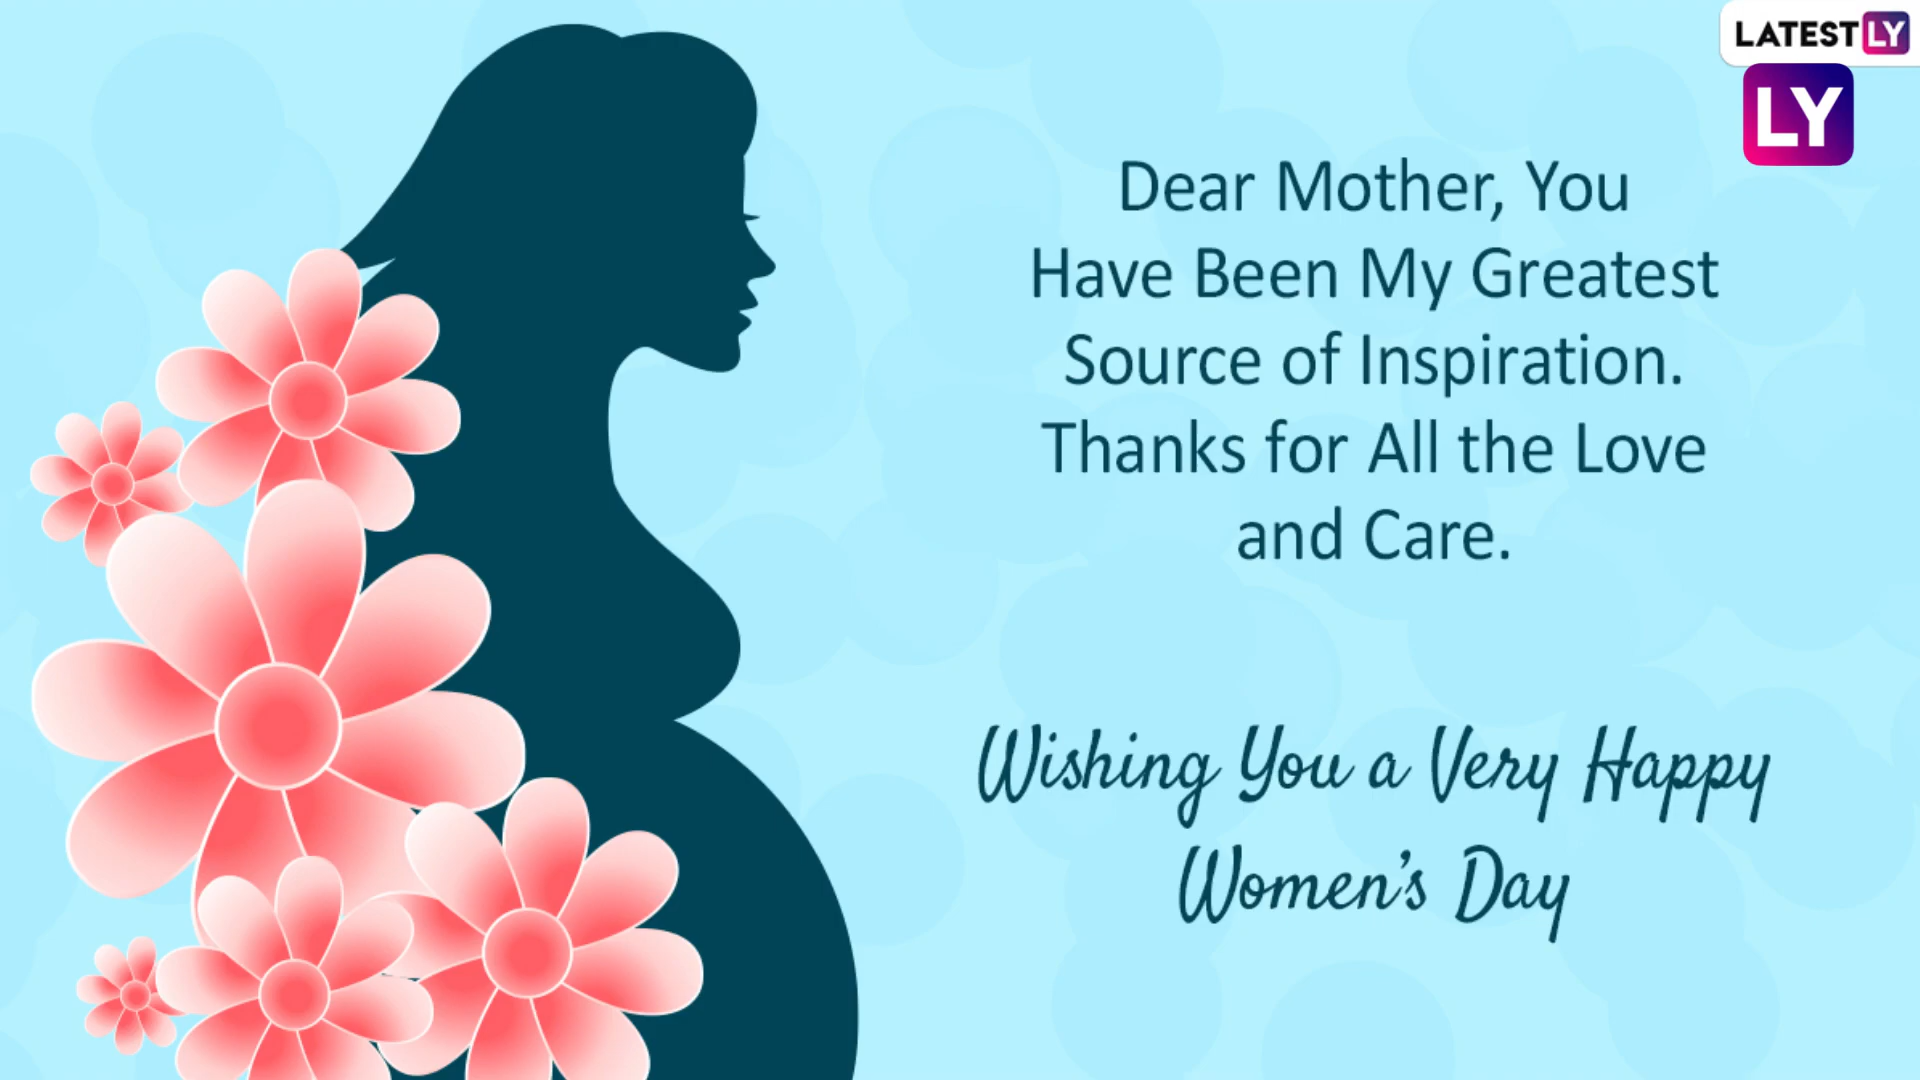 LATESTLY
LY
Dear Mother, You
Have Been My Greatest
Source of Inspiration.
Thanks for All the Love
and Care.
Wishing You a Very Happy
Women's Day